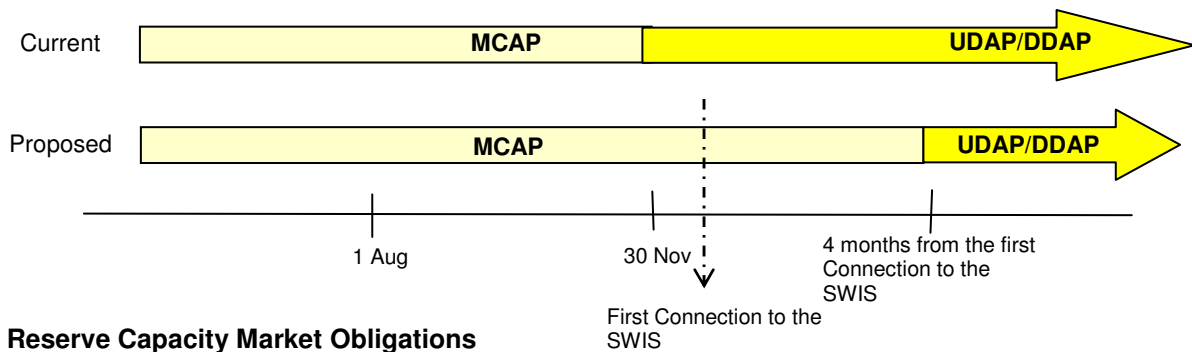 Current
MCAP
UDAP/DDAP
Proposed
MCAP
UDAP/DDAP
1 Aug
30 Nov
4 months from the first
Connection to the
SWIS
First Connection to the
SWIS
Reserve Capacity Market Obligations